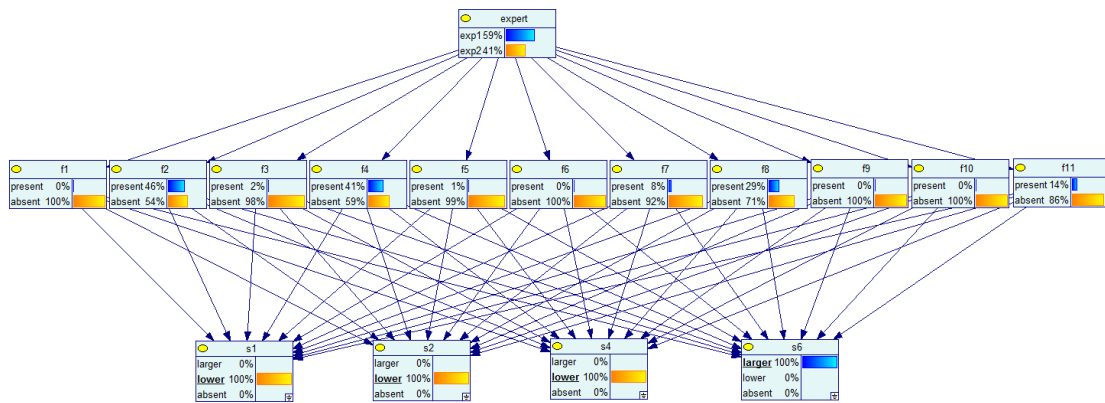 expert
exp1 59%
exp2 41%
f1
present 0%
absent 100%
f2
present 46%
absent 54%
f3
present 2%
absent 98%
f4
present 41%
absent 59%
f5
present 1%
absent 99%
f6
present 0%
absent 100%
f7
present 8%
absent 92%
f8
present 29%
absent 71%
f9
present 0%
absent 100%
f10
present 0%
absent 100%
f11
present 14%
absent 86%
s1
larger 0%
lower 100%
absent 0%
s2
larger 0%
lower 100%
absent 0%
s4
larger 0%
lower 100%
absent 0%
s6
larger 100%
lower 0%
absent 0%